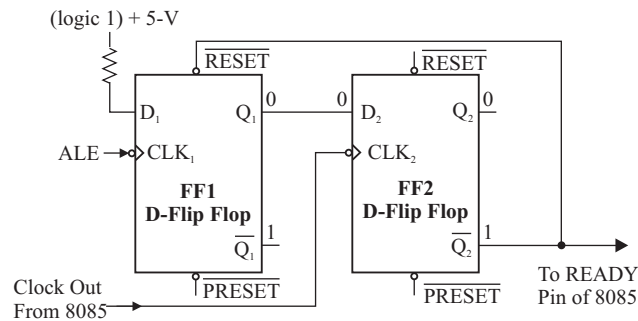 (logic 1) + 5-V
RESET
RESET
0
0
0
D₁
Q₁
D₂
Q₂
ALE
CLK₁
CLK₂
FF1
D-Flip Flop
FF2
D-Flip Flop
1
1
Q₁
Q₂
Clock Out
From 8085
PRESET
PRESET
To READY
Pin of 8085